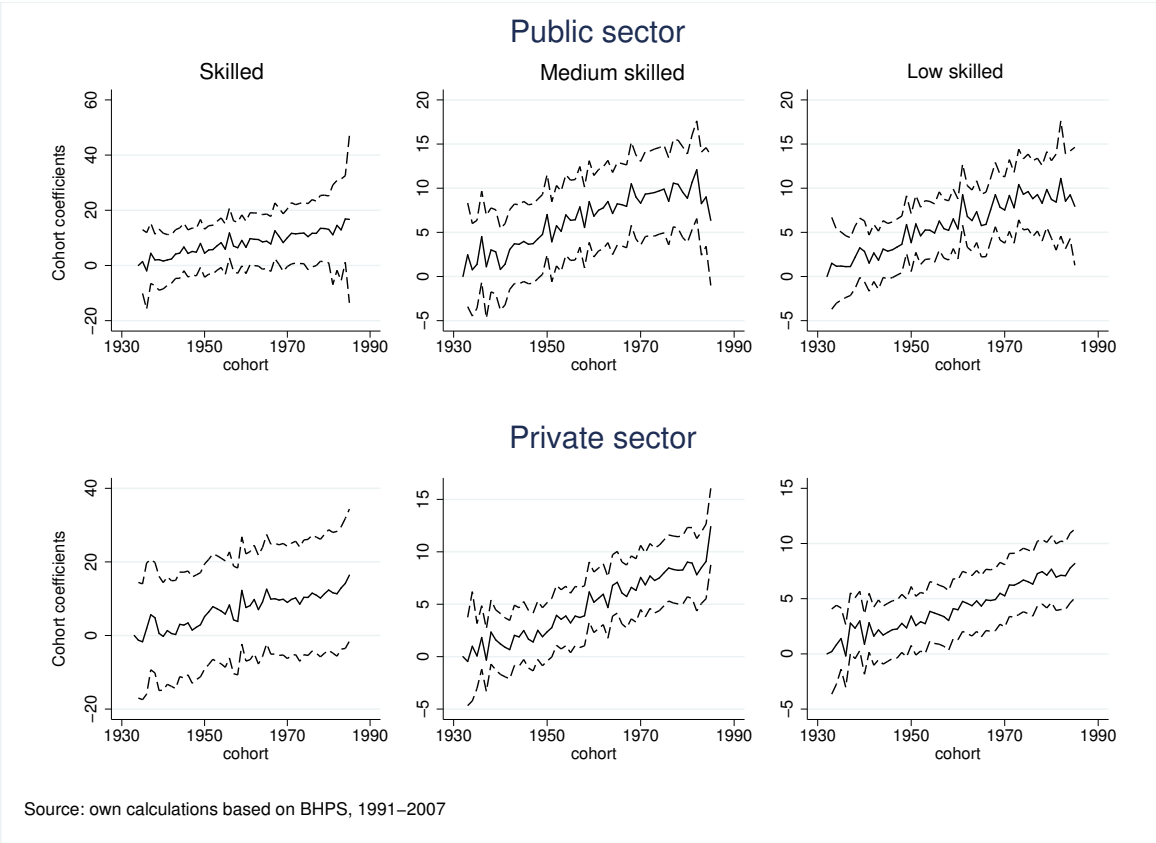 Public sector
Skilled
Medium skilled
Low skilled
Cohort coefficients
60
40
20
0
−20
1930 1950 1970 1990
cohort
20
15
10
5
0
−5
1930 1950 1970 1990
cohort
20
15
10
5
0
−5
1930 1950 1970 1990
cohort
Private sector
Cohort coefficients
40
20
0
−20
1930 1950 1970 1990
cohort
15
10
5
0
−5
1930 1950 1970 1990
cohort
15
10
5
0
−5
1930 1950 1970 1990
cohort
Source: own calculations based on BHPS, 1991−2007